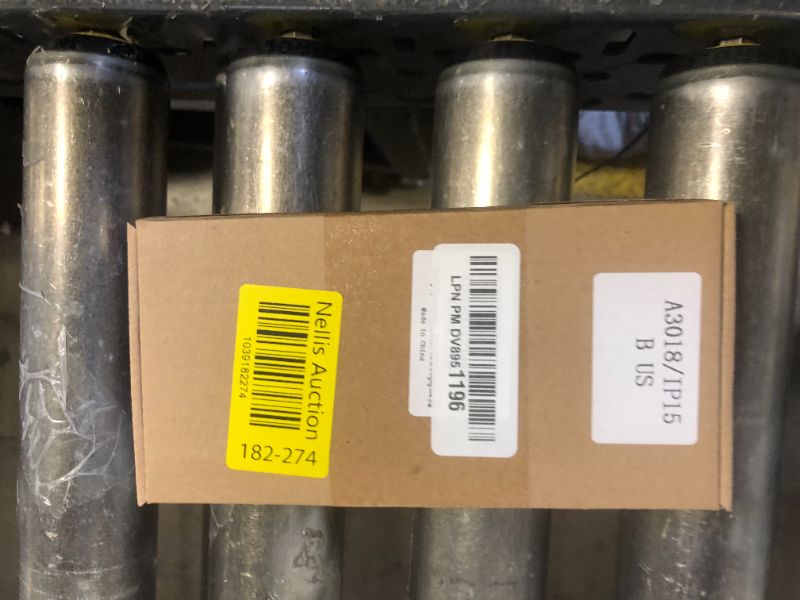 Nellis Auction
1039182274
182-274
LPN PM DV8951196
Made In China
A3018/IP15
B US